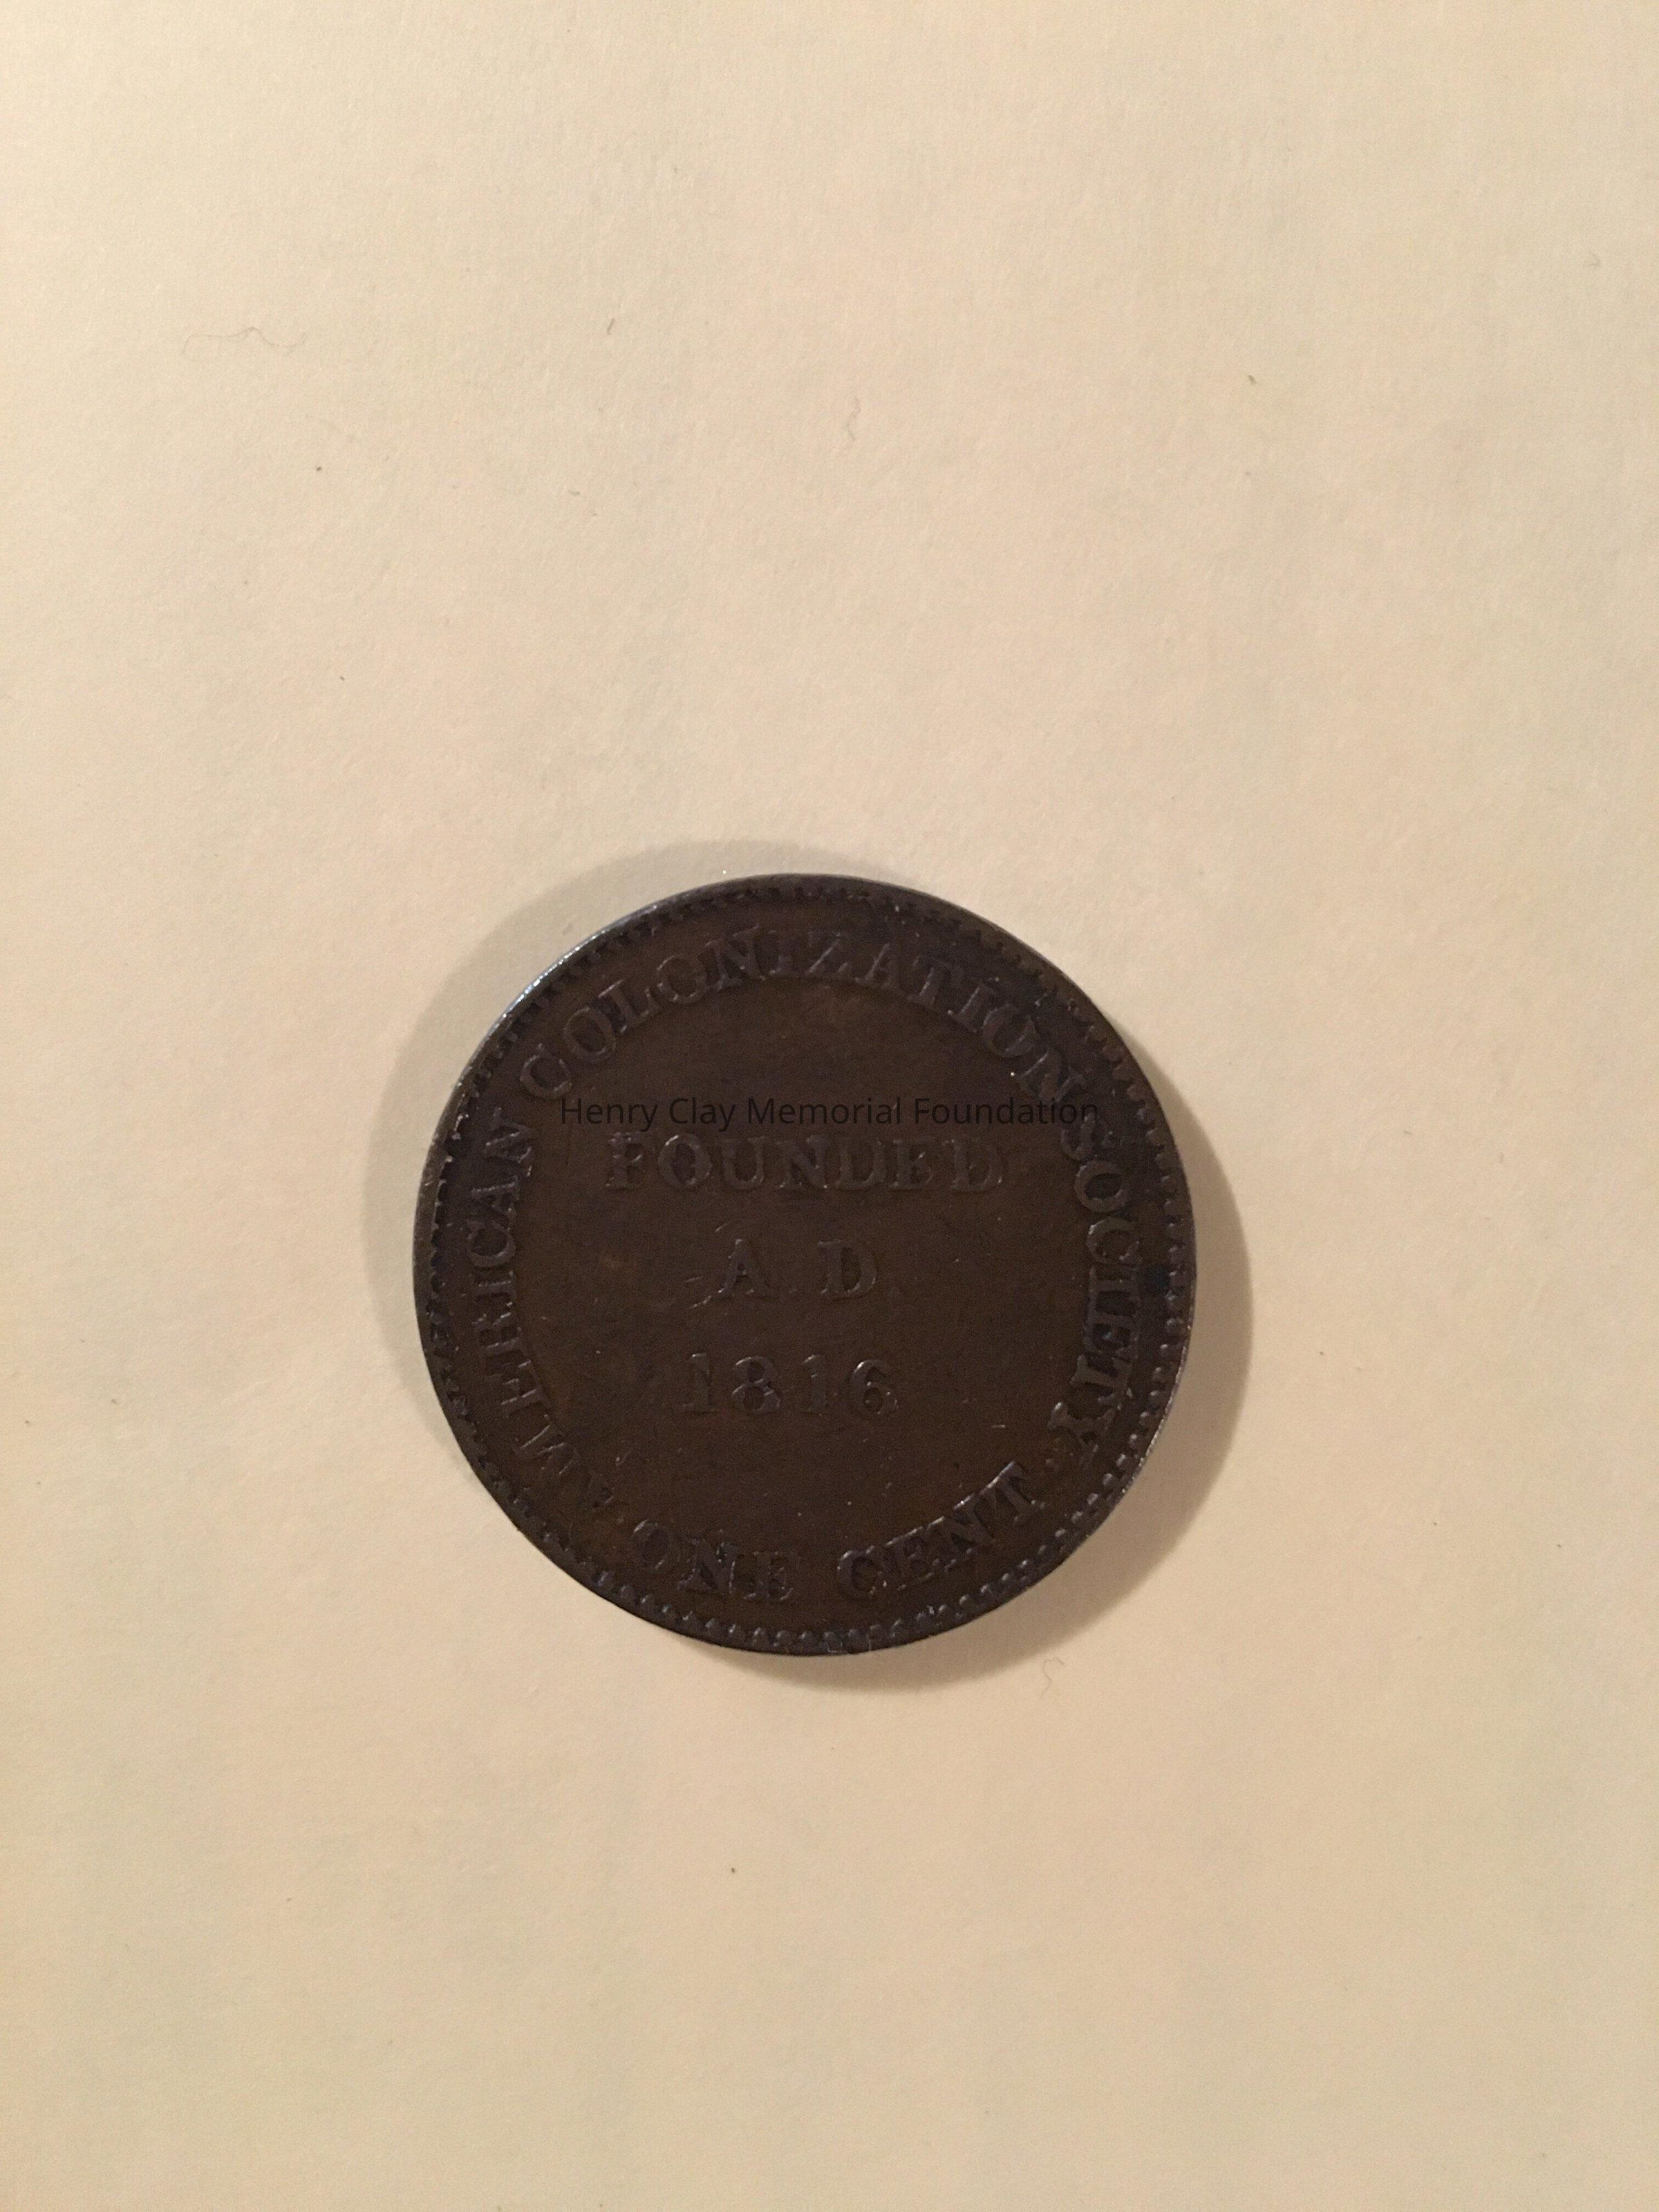 AMERICAN COLONIZATION SOCIETY
Henry Clay Memorial Foundation
FOUNDED
A. D.
1816
ONE CENT